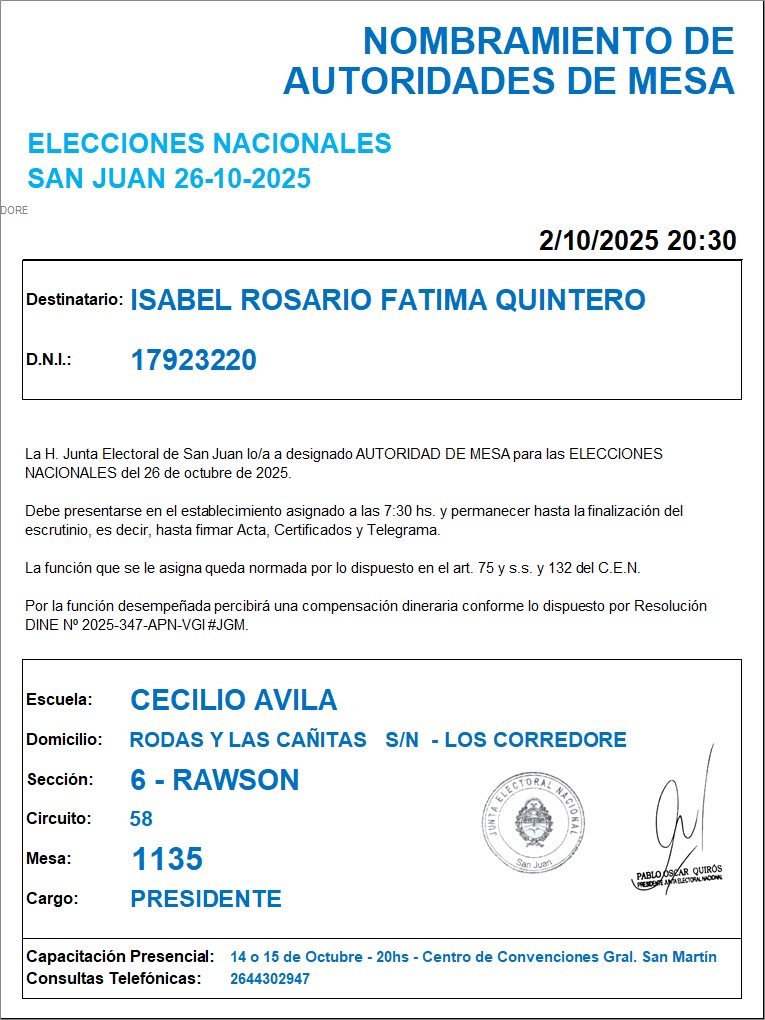 NOMBRAMIENTO DE
AUTORIDADES DE MESA
ELECCIONES NACIONALES
SAN JUAN 26-10-2025
DORE
2/10/2025 20:30
Destinatario: ISABEL ROSARIO FATIMA QUINTERO
D.N.I.: 17923220
La H. Junta Electoral de San Juan lo/a a designado AUTORIDAD DE MESA para las ELECCIONES
NACIONALES del 26 de octubre de 2025.
Debe presentarse en el establecimiento asignado a las 7:30 hs. y permanecer hasta la finalización del
escrutinio, es decir, hasta firmar Acta, Certificados y Telegrama.
La función que se le asigna queda normada por lo dispuesto en el art. 75 y s.s. y 132 del C.E.N.
Por la función desempeñada percibirá una compensación dineraria conforme lo dispuesto por Resolución
DINE Nº 2025-347-APN-VGI#JGM.
Escuela: CECILIO AVILA
Domicilio: RODAS Y LAS CAÑITAS S/N - LOS CORREDORE
Sección: 6 - RAWSON
Circuito: 58
Mesa: 1135
Cargo: PRESIDENTE
JUNTA ELECTORAL NACIONAL
San Juan
PABLO OSCAR QUIRÓS
PRESIDENTE JUNTA ELECTORAL NACIONAL
Capacitación Presencial: 14 o 15 de Octubre - 20hs - Centro de Convenciones Gral. San Martín
Consultas Telefónicas: 2644302947